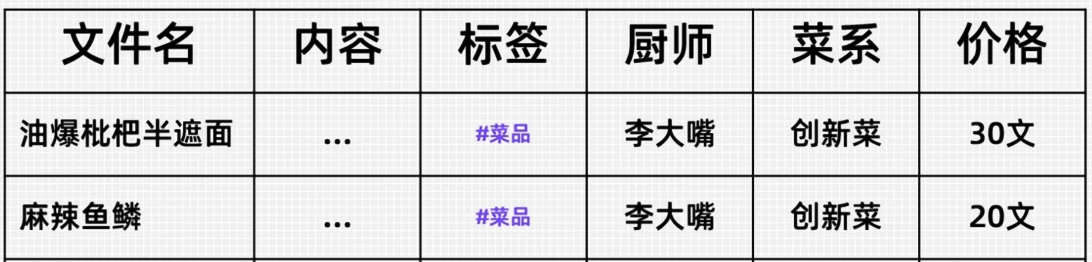 文件名 内容 标签 厨师 菜系 价格
油爆枇杷半遮面 ... #菜品 李大嘴 创新菜 30文
麻辣鱼鳞 ... #菜品 李大嘴 创新菜 20文